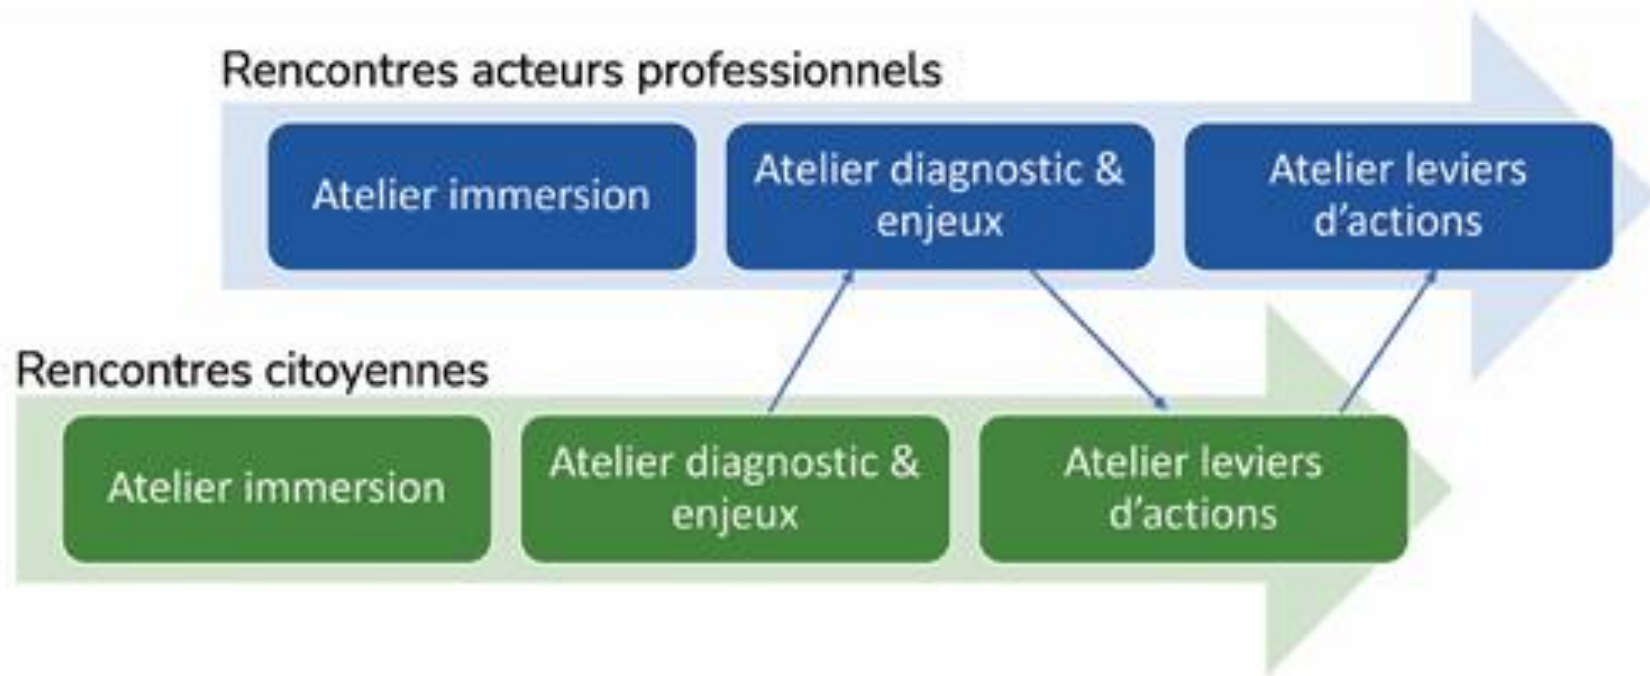 Rencontres acteurs professionnels
Atelier immersion
Atelier diagnostic &
enjeux
Atelier leviers
d’actions
Rencontres citoyennes
Atelier immersion
Atelier diagnostic &
enjeux
Atelier leviers
d’actions